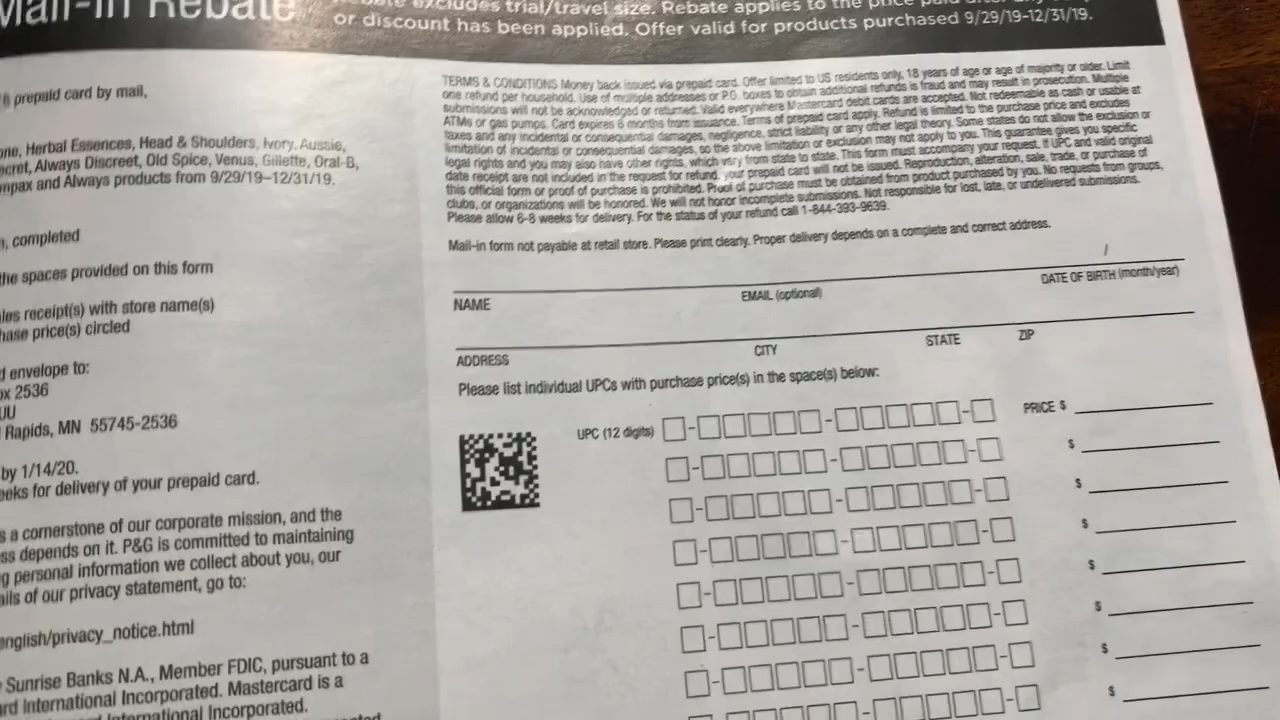 Mail-In Rebate
excludes trial/travel size. Rebate applies to the price
or discount has been applied. Offer valid for products purchased 9/29/19-12/31/19.
prepaid card by mail,
Herbal Essences, Head & Shoulders, Ivory, Aussie,
Always Discreet, Old Spice, Venus, Gillette, Oral-B,
and Always products from 9/29/19–12/31/19.
completed
the spaces provided on this form
receipt(s) with store name(s)
price(s) circled
envelope to:
2536
Rapids, MN 55745-2536
by 1/14/20.
for delivery of your prepaid card.
a cornerstone of our corporate mission, and the
depends on it. P&G is committed to maintaining
personal information we collect about you, our
of our privacy statement, go to:
english/privacy_notice.html
Sunrise Banks N.A., Member FDIC, pursuant to a
International Incorporated. Mastercard is a
International Incorporated.
TERMS & CONDITIONS Money back issued via prepaid card. Offer limited to US residents only, 18 years of age or age of majority or older. Limit
one refund per household. Use of multiple addresses or P.O. boxes to obtain additional refunds is fraud and may result in prosecution. Multiple
submissions will not be acknowledged or returned. Valid everywhere Mastercard debit cards are accepted. Not redeemable as cash or usable at
ATMs or gas pumps. Card expires 6 months from issuance. Terms of prepaid card apply. Refund is limited to the purchase price and excludes
taxes and any incidental or consequential damages, negligence, strict liability or any other legal theory. Some states do not allow the exclusion or
limitation of incidental or consequential damages, so the above limitation or exclusion may not apply to you. This guarantee gives you specific
legal rights and you may also have other rights, which vary from state to state. This form must accompany your request. If UPC and valid original
date receipt are not included in the request for refund, your prepaid card will not be issued. Reproduction, alteration, sale, trade, or purchase of
this official form or proof of purchase is prohibited. Proof of purchase must be obtained from product purchased by you. No requests from groups,
clubs, or organizations will be honored. We will not honor incomplete submissions. Not responsible for lost, late, or undelivered submissions.
Please allow 6-8 weeks for delivery. For the status of your refund call 1-844-393-9639.
Mail-in form not payable at retail store. Please print clearly. Proper delivery depends on a complete and correct address.
/
NAME EMAIL (optional) DATE OF BIRTH (month/year)
ADDRESS CITY STATE ZIP
Please list individual UPCs with purchase price(s) in the space(s) below:
UPC (12 digits) PRICE $
$
$
$
$
$
$
$